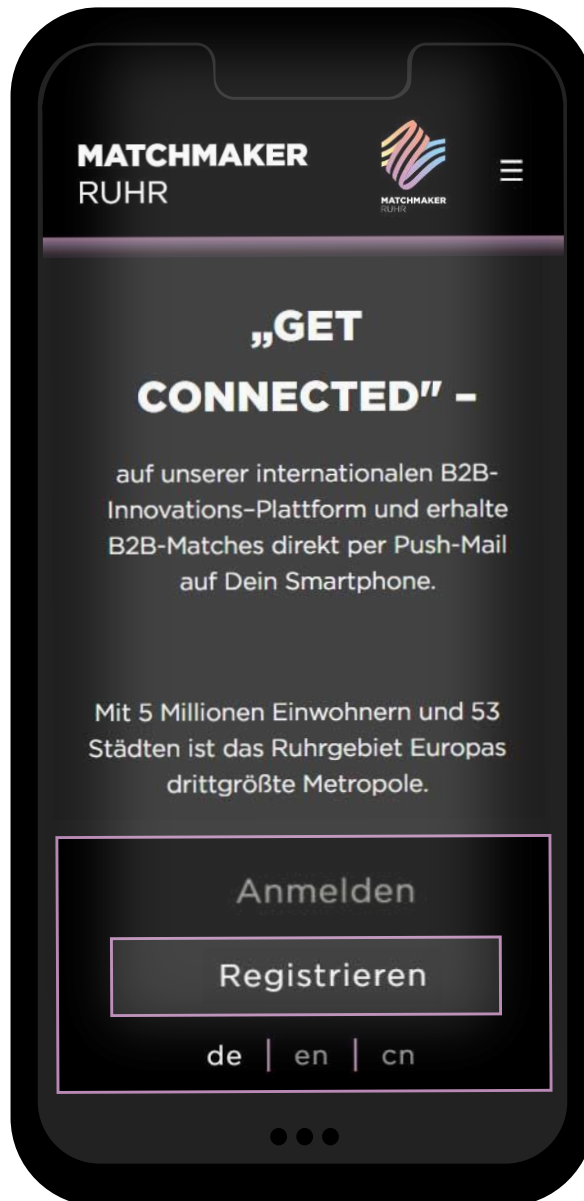 MATCHMAKER
RUHR
MATCHMAKER
RUHR
„GET
CONNECTED" –
auf unserer internationalen B2B-
Innovations–Plattform und erhalte
B2B-Matches direkt per Push-Mail
auf Dein Smartphone.
Mit 5 Millionen Einwohnern und 53
Städten ist das Ruhrgebiet Europas
drittgrößte Metropole.
Anmelden
Registrieren
de | en | cn